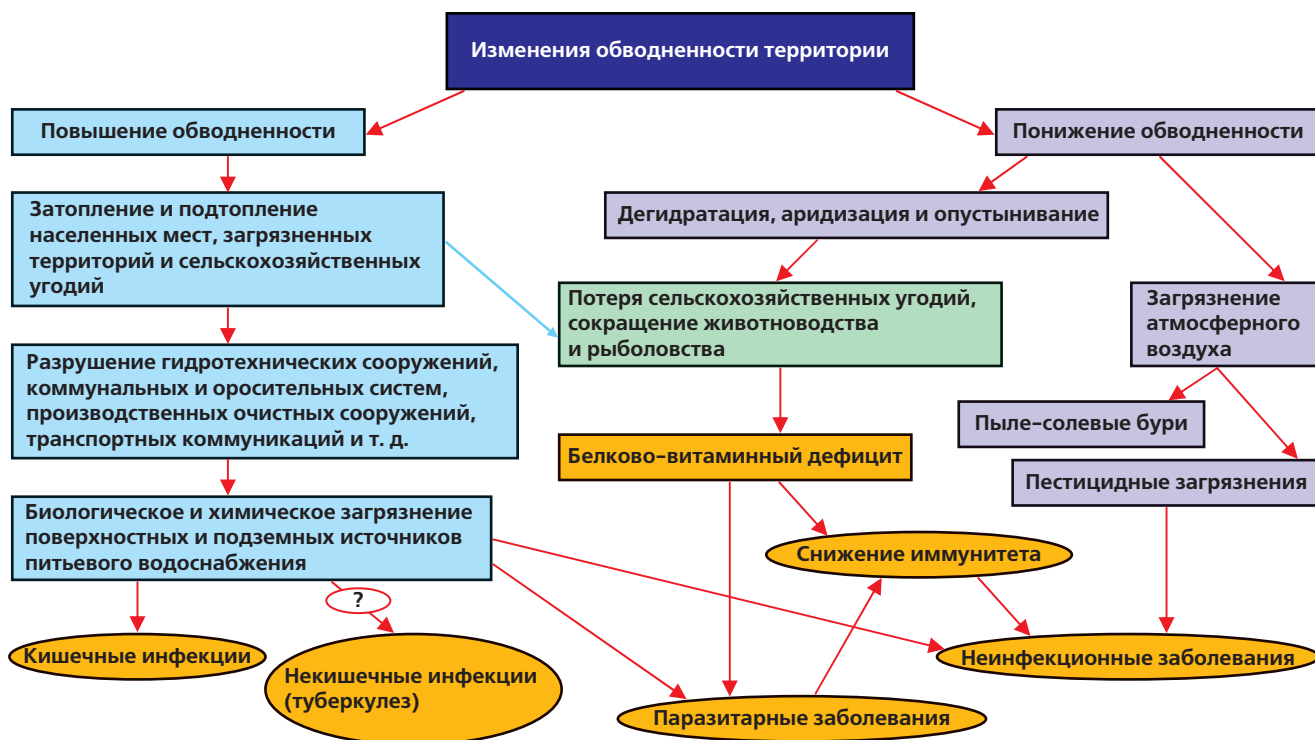 Изменения обводненности территории
Повышение обводненности
Понижение обводненности
Затопление и подтопление
населенных мест, загрязненных
территорий и сельскохозяйственных
угодий
Дегидратация, аридизация и опустынивание
Потеря сельскохозяйственных угодий,
сокращение животноводства
и рыболовства
Загрязнение
атмосферного
воздуха
Разрушение гидротехнических сооружений,
коммунальных и оросительных систем,
производственных очистных сооружений,
транспортных коммуникаций и т. д.
Пыле-солевые бури
Белково-витаминный дефицит
Пестицидные загрязнения
Биологическое и химическое загрязнение
поверхностных и подземных источников
питьевого водоснабжения
Снижение иммунитета
?
Кишечные инфекции
Некишечные инфекции
(туберкулез)
Неинфекционные заболевания
Паразитарные заболевания